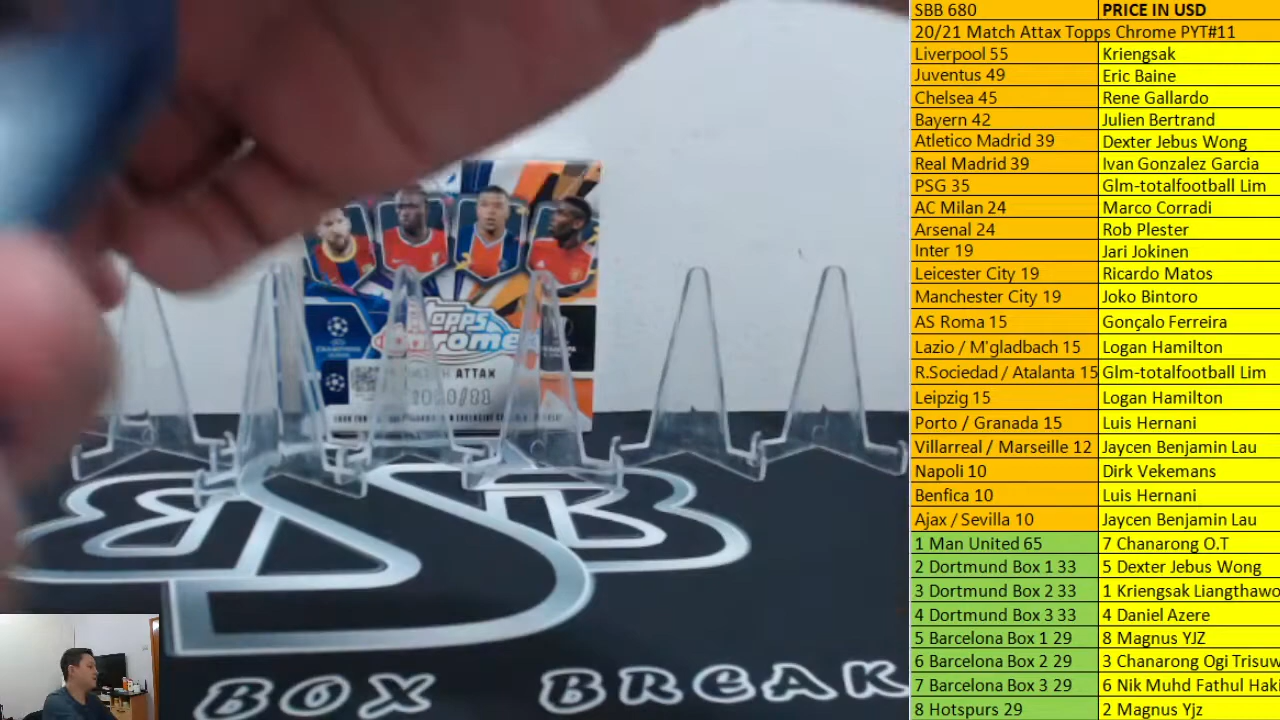 SBB 680 PRICE IN USD
20/21 Match Attax Topps Chrome PYT#11
Liverpool 55 Kriengsak
Juventus 49 Eric Baine
Chelsea 45 Rene Gallardo
Bayern 42 Julien Bertrand
Atletico Madrid 39 Dexter Jebus Wong
Real Madrid 39 Ivan Gonzalez Garcia
PSG 35 Glm-totalfootball Lim
AC Milan 24 Marco Corradi
Arsenal 24 Rob Plester
Inter 19 Jari Jokinen
Leicester City 19 Ricardo Matos
Manchester City 19 Joko Bintoro
AS Roma 15 Gonçalo Ferreira
Lazio / M'gladbach 15 Logan Hamilton
R.Sociedad / Atalanta 15 Glm-totalfootball Lim
Leipzig 15 Logan Hamilton
Porto / Granada 15 Luis Hernani
Villarreal / Marseille 12 Jaycen Benjamin Lau
Napoli 10 Dirk Vekemans
Benfica 10 Luis Hernani
Ajax / Sevilla 10 Jaycen Benjamin Lau
1 Man United 65 7 Chanarong O.T
2 Dortmund Box 1 33 5 Dexter Jebus Wong
3 Dortmund Box 2 33 1 Kriengsak Liangthawo
4 Dortmund Box 3 33 4 Daniel Azere
5 Barcelona Box 1 29 8 Magnus YJZ
6 Barcelona Box 2 29 3 Chanarong Ogi Trisuw
7 Barcelona Box 3 29 6 Nik Muhd Fathul Haki
8 Hotspurs 29 2 Magnus Yjz
Topps
Chrome
ATTAX
BOX BREAK